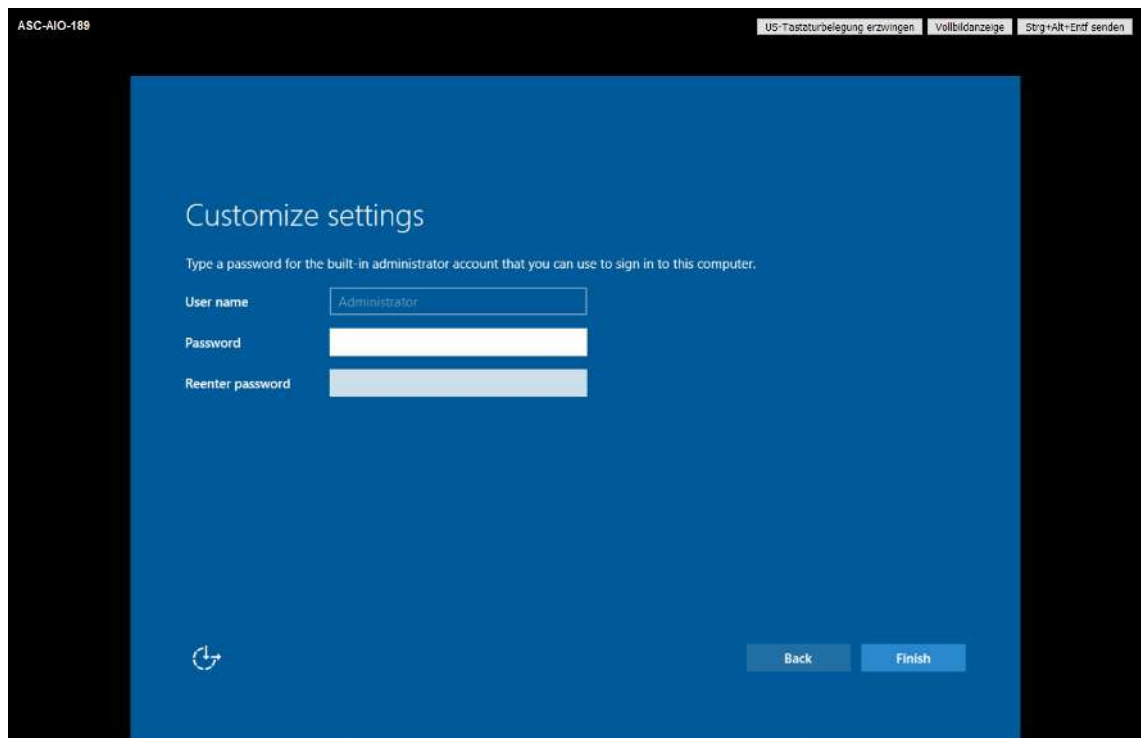 ASC-AIO-189
US-Tastaturbelegung erzwingen Vollbildanzeige Strg+Alt+Entf senden
Customize settings
Type a password for the built-in administrator account that you can use to sign in to this computer.
User name Administrator
Password
Reenter password
Back Finish